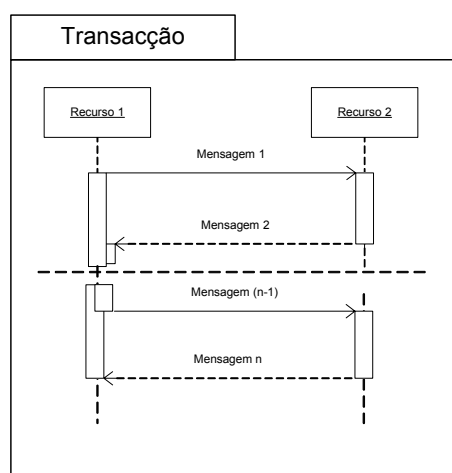 Transacção
Recurso 1
Recurso 2
Mensagem 1
Mensagem 2
Mensagem (n-1)
Mensagem n